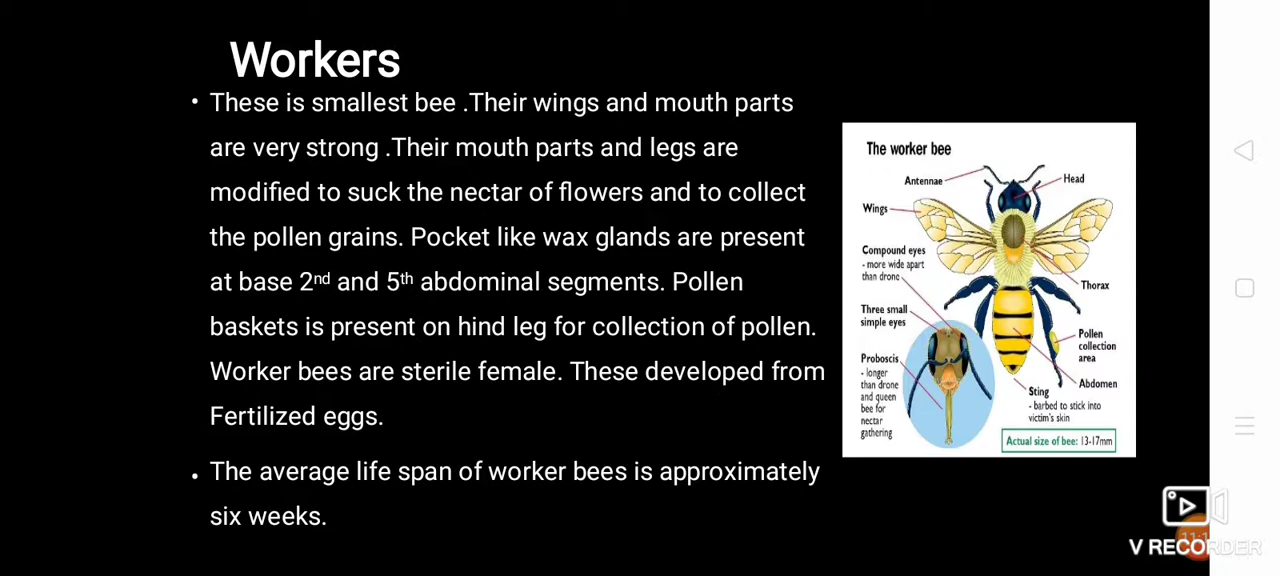 Workers
• These is smallest bee .Their wings and mouth parts
are very strong .Their mouth parts and legs are
modified to suck the nectar of flowers and to collect
the pollen grains. Pocket like wax glands are present
at base 2nd and 5th abdominal segments. Pollen
baskets is present on hind leg for collection of pollen.
Worker bees are sterile female. These developed from
Fertilized eggs.
• The average life span of worker bees is approximately
six weeks.
The worker bee
Antennae
Head
Wings
Compound eyes
- more wide apart
than drone
Thorax
Three small
simple eyes
Pollen
collection
area
Proboscis
- longer
than drone
and queen
bee for
nectar
gathering
Abdomen
Sting
- barbed to stick into
victim's skin
Actual size of bee: 13-17mm
V RECORDER